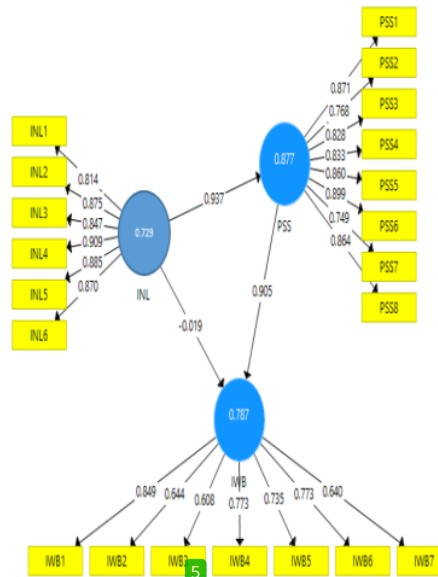 PSS1
PSS2
PSS3
PSS4
PSS5
PSS6
PSS7
PSS8
0.871
0.768
0.828
0.833
0.860
0.899
0.749
0.864
0.877
PSS
INL1
INL2
INL3
INL4
INL5
INL6
0.814
0.875
0.847
0.909
0.885
0.870
0.729
INL
0.937
0.905
-0.019
0.787
IWB
0.849
0.644
0.608
0.773
0.735
0.773
0.640
IWB1
IWB2
IWB3
IWB4
IWB5
IWB6
IWB7
5